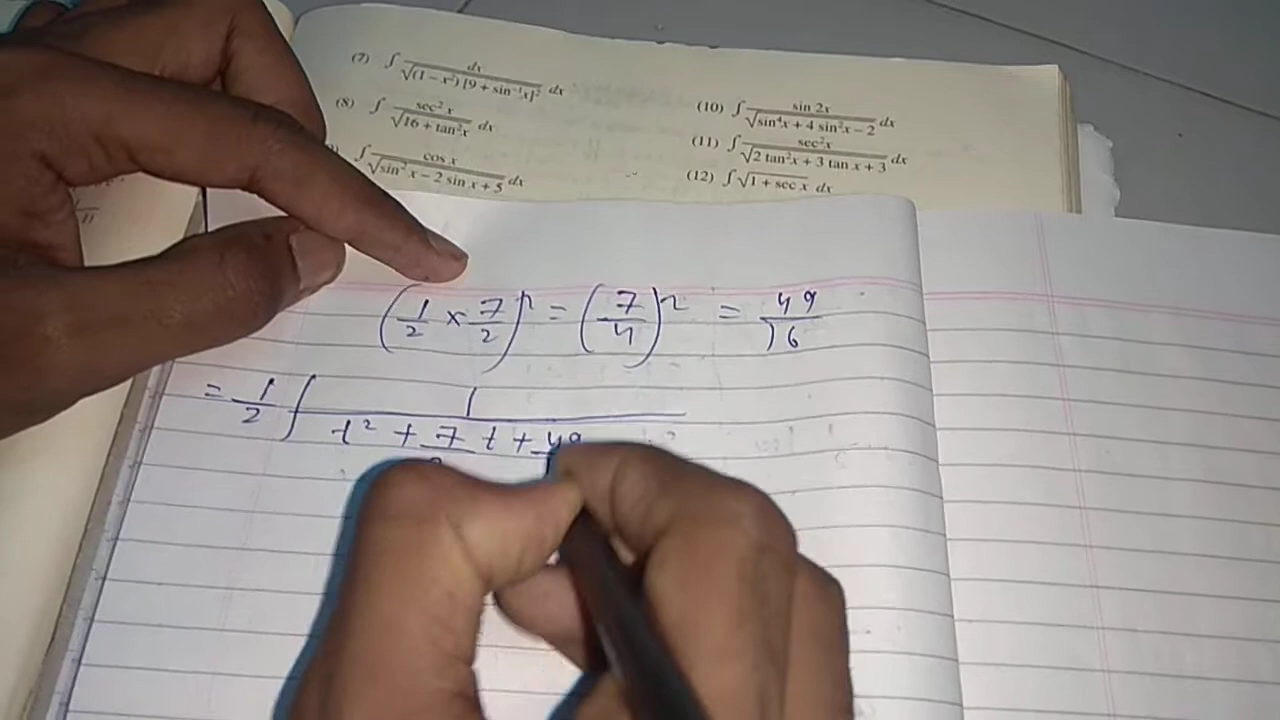 (7) ∫ dx / √((1 − x²) [9 + sin⁻¹x]²) dx
(8) ∫ sec² x / √(16 + tan²x) dx
∫ cos x / √(sin² x − 2 sin x + 5) dx
(10) ∫ sin 2x / √(sin⁴x + 4 sin²x − 2) dx
(11) ∫ sec²x / √(2 tan²x + 3 tan x + 3) dx
(12) ∫ √(1 + sec x) dx
(1/2 × 7/2)² = (7/4)² = 49/16
= 1/2 ∫ 1 / t² + 7 t + 49